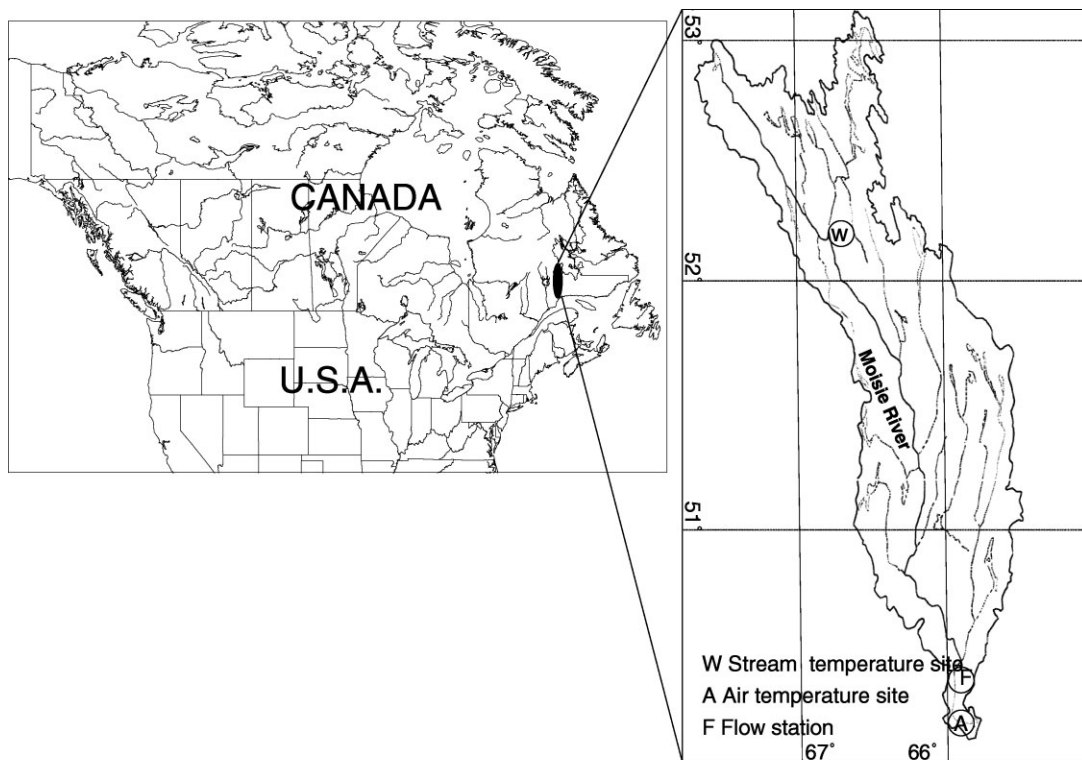 CANADA
U.S.A.
53°
52°
51°
W
Moisie River
W Stream temperature site
A Air temperature site
F Flow station
F
A
67°
66°